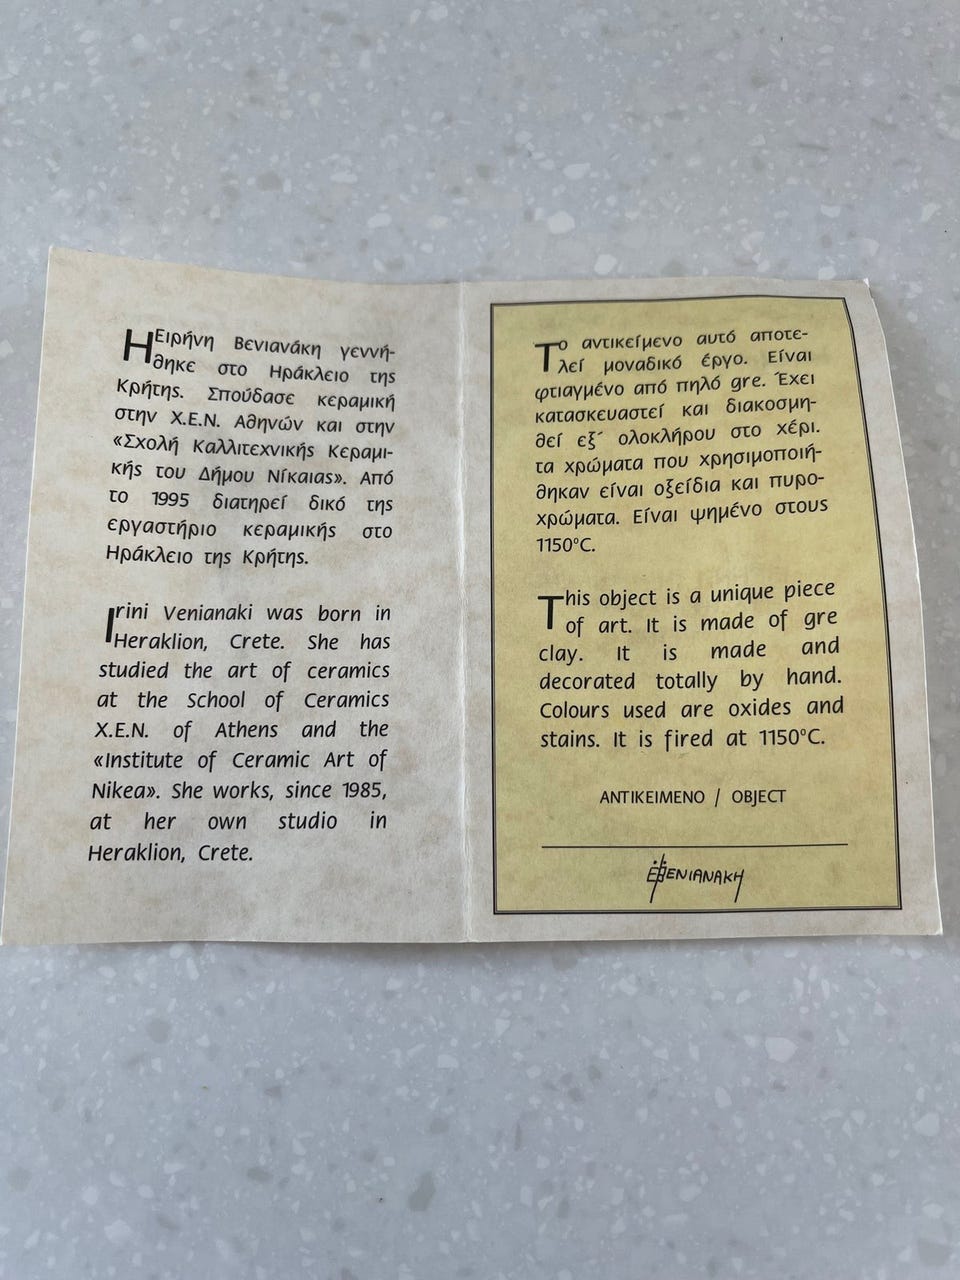 Η Ειρήνη Βενιανάκη γεννή-
θηκε στο Ηράκλειο της
Κρήτης. Σπούδασε κεραμική
στην Χ.Ε.Ν. Αθηνών και στην
«Σχολή Καλλιτεχνικής Κεραμι-
κής του Δήμου Νίκαιας». Από
το 1995 διατηρεί δικό της
εργαστήριο κεραμικής στο
Ηράκλειο της Κρήτης.
Irini Venianaki was born in
Heraklion, Crete. She has
studied the art of ceramics
at the School of Ceramics
X.E.N. of Athens and the
«Institute of Ceramic Art of
Nikea». She works, since 1985,
at her own studio in
Heraklion, Crete.
Το αντικείμενο αυτό αποτε-
λεί μοναδικό έργο. Είναι
φτιαγμένο από πηλό gre. Έχει
κατασκευαστεί και διακοσμη-
θεί εξ΄ ολοκλήρου στο χέρι.
τα χρώματα που χρησιμοποιή-
θηκαν είναι οξείδια και πυρο-
χρώματα. Είναι ψημένο στους
1150°C.
This object is a unique piece
of art. It is made of gre
clay. It is made and
decorated totally by hand.
Colours used are oxides and
stains. It is fired at 1150°C.
ΑΝΤΙΚΕΙΜΕΝΟ / OBJECT
ΕΙ ΒΕΝΙΑΝΑΚΗ